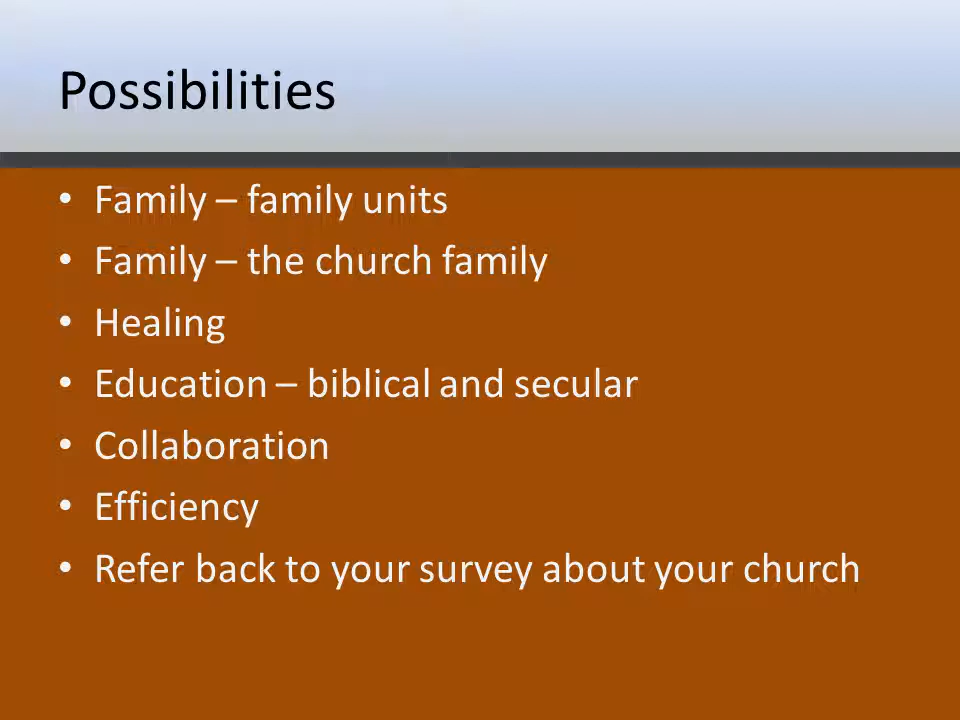 Possibilities
• Family – family units
• Family – the church family
• Healing
• Education – biblical and secular
• Collaboration
• Efficiency
• Refer back to your survey about your church